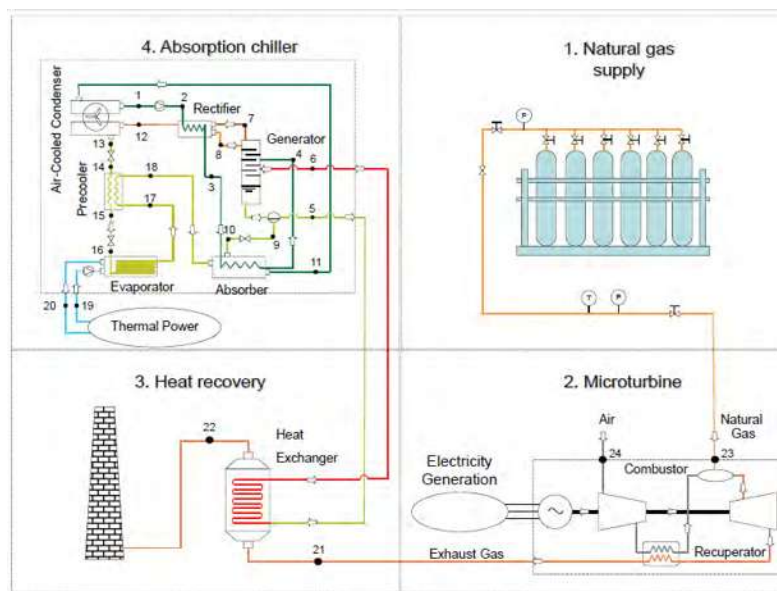 4. Absorption chiller
1. Natural gas
supply
Air-Cooled Condenser
1
2
Rectifier
7
12
Generator
13
8
4
6
14
18
3
Precooler
17
5
15
10
9
16
11
Evaporator
Absorber
20
19
Thermal Power
P
T
P
3. Heat recovery
2. Microturbine
22
Heat
Exchanger
Air
Natural
Gas
24
23
Combustor
Electricity
Generation
21
Exhaust Gas
Recuperator